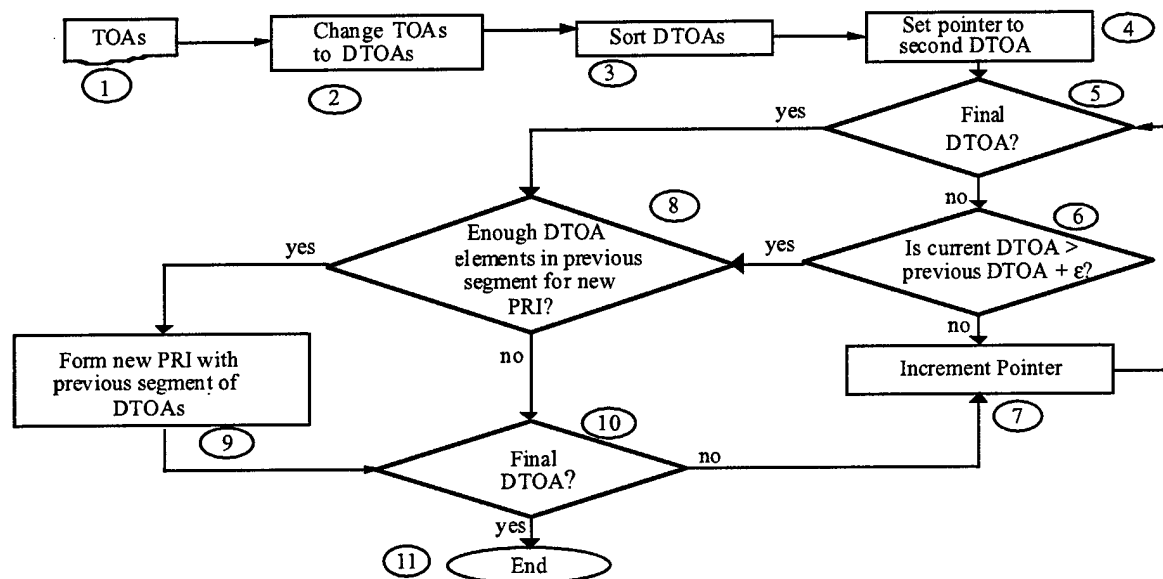 TOAs
1
Change TOAs
to DTOAs
2
Sort DTOAs
3
Set pointer to
second DTOA
4
5
Final
DTOA?
yes
no
6
Is current DTOA >
previous DTOA + ε?
yes
no
Increment Pointer
7
8
Enough DTOA
elements in previous
segment for new
PRI?
yes
no
Form new PRI with
previous segment of
DTOAs
9
10
Final
DTOA?
no
yes
11
End